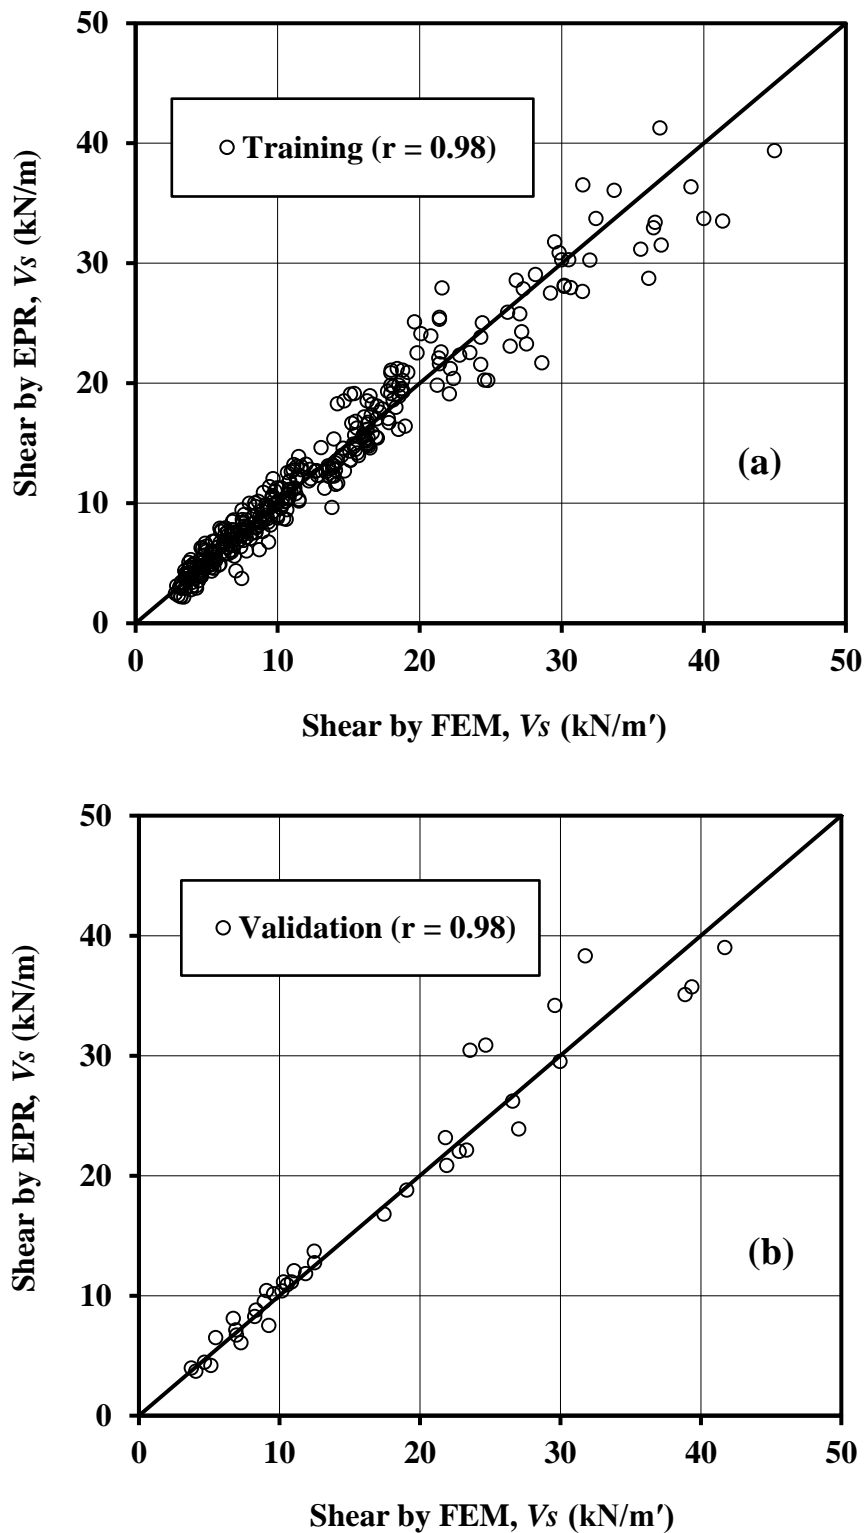 50
40
30
20
10
0
Shear by EPR, Vs (kN/m)
Training (r = 0.98)
(a)
0 10 20 30 40 50
Shear by FEM, Vs (kN/m′)
50
40
30
20
10
0
Shear by EPR, Vs (kN/m)
Validation (r = 0.98)
(b)
0 10 20 30 40 50
Shear by FEM, Vs (kN/m′)